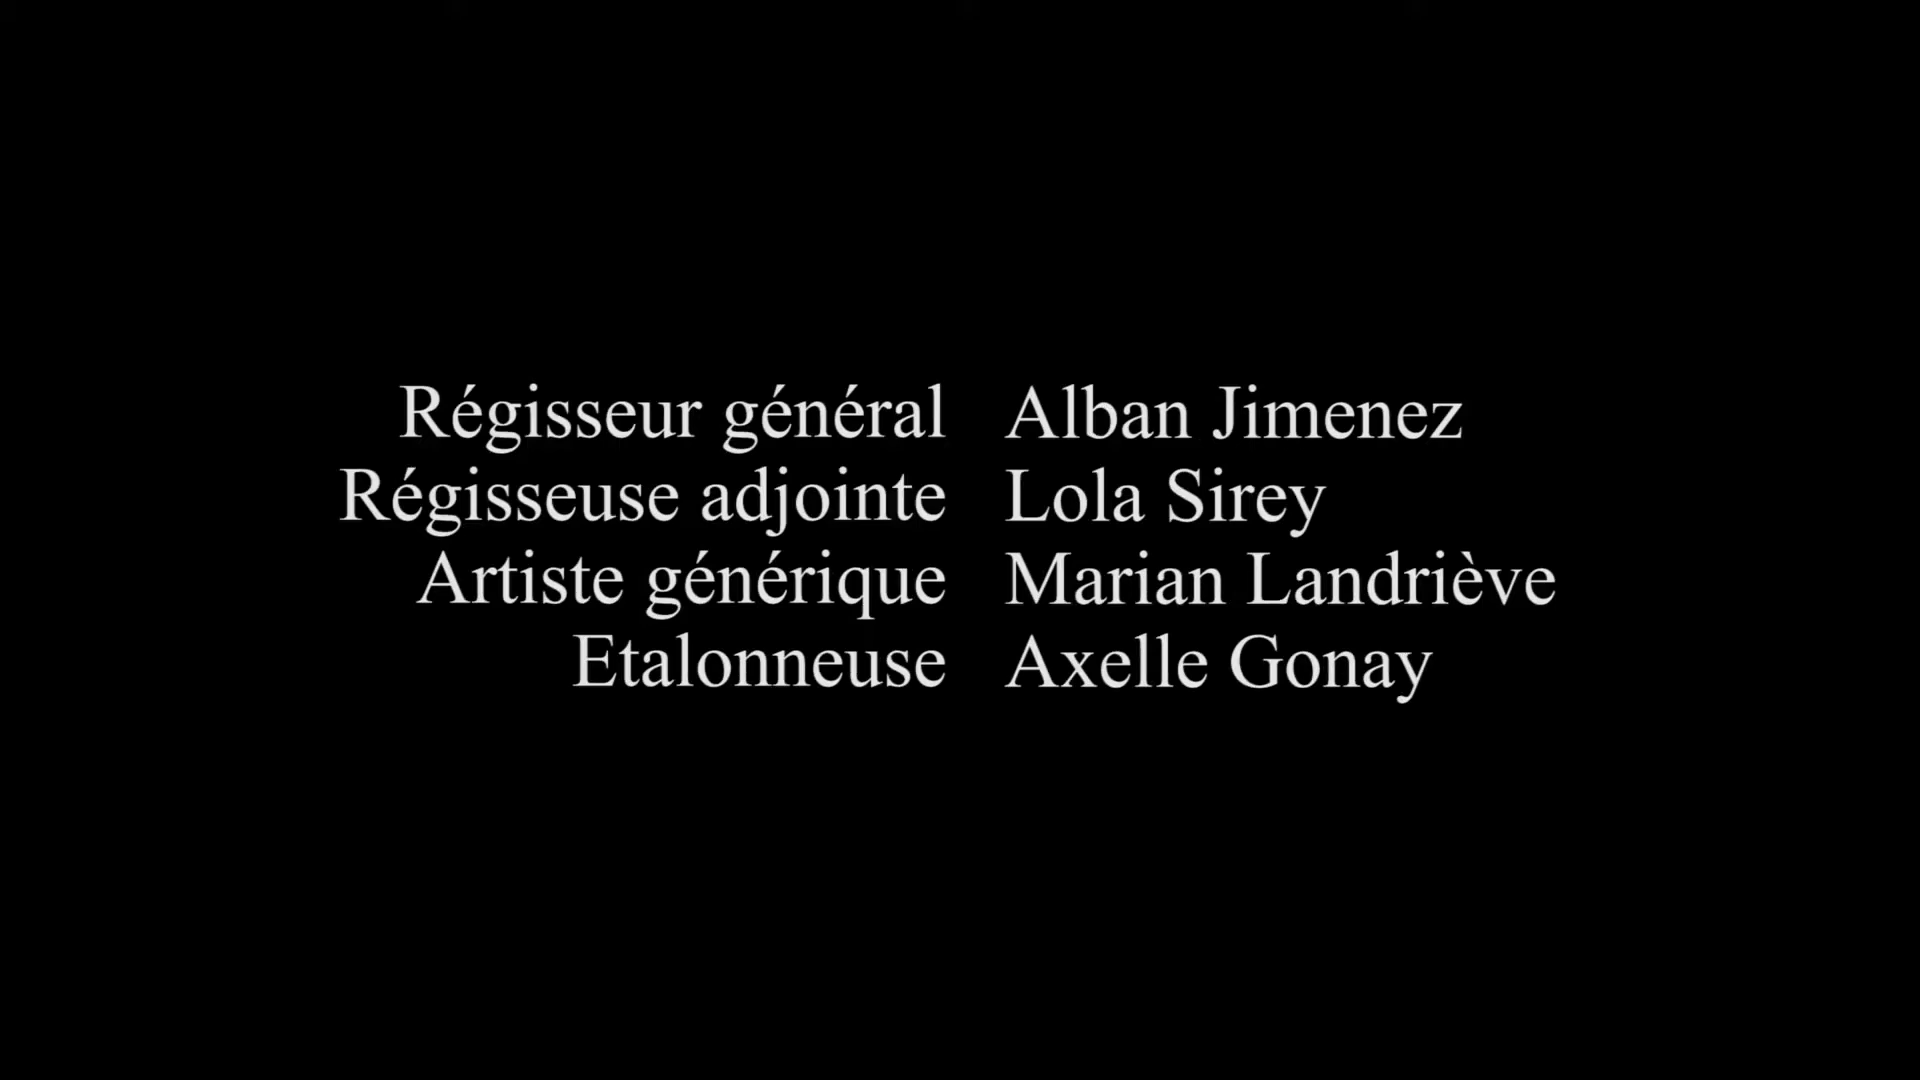 Régisseur général Alban Jimenez
Régisseuse adjointe Lola Sirey
Artiste générique Marian Landriève
Etalonneuse Axelle Gonay